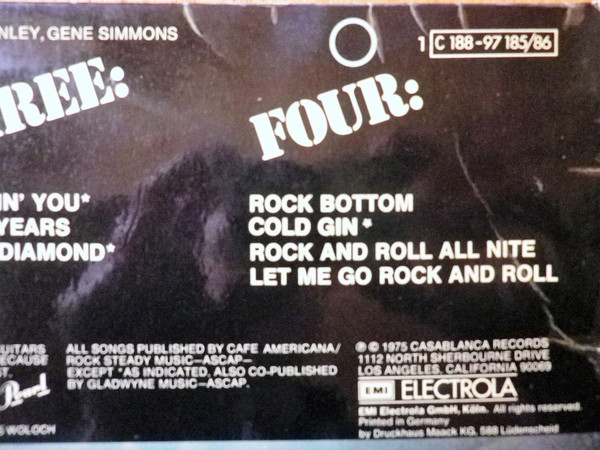 NLEY, GENE SIMMONS
1 C 188-97 185/86
REE:
FOUR:
IN' YOU*
YEARS
DIAMOND*
ROCK BOTTOM
COLD GIN*
ROCK AND ROLL ALL NITE
LET ME GO ROCK AND ROLL
UITARS
ECAUSE
ST.
Pearl
S WOLOCH
ALL SONGS PUBLISHED BY CAFE AMERICANA/
ROCK STEADY MUSIC—ASCAP—
EXCEPT *AS INDICATED, ALSO CO-PUBLISHED
BY GLADWYNE MUSIC—ASCAP.
℗ © 1975 CASABLANCA RECORDS
1112 NORTH SHERBOURNE DRIVE
LOS ANGELES, CALIFORNIA 90069
EMI ELECTROLA
EMI Electrola GmbH, Köln. All rights reserved.
Printed in Germany
by Druckhaus Maack KG, 588 Lüdenscheid